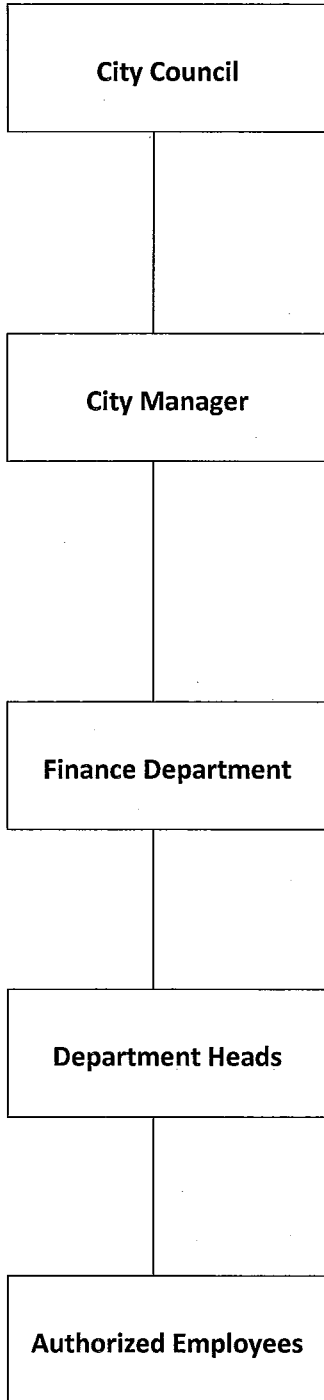 City Council
City Manager
Finance Department
Department Heads
Authorized Employees